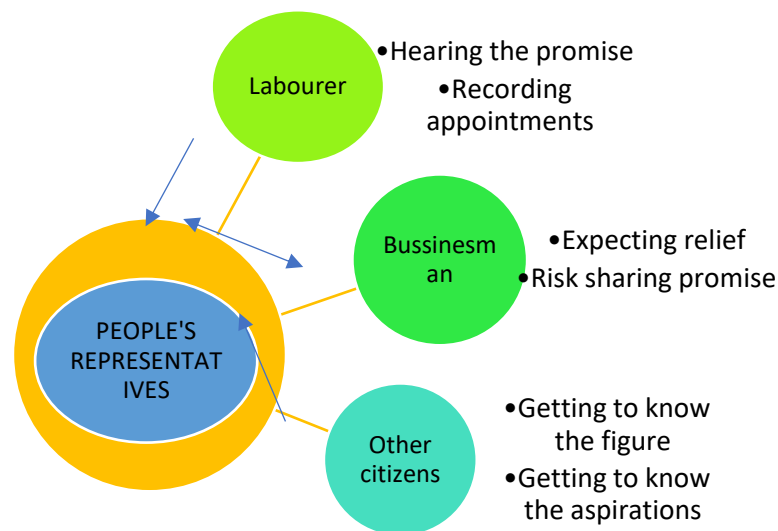 Labourer
•Hearing the promise
•Recording
appointments
Bussinesm
an
•Expecting relief
•Risk sharing promise
PEOPLE'S
REPRESENTAT
IVES
Other
citizens
•Getting to know
the figure
•Getting to know
the aspirations